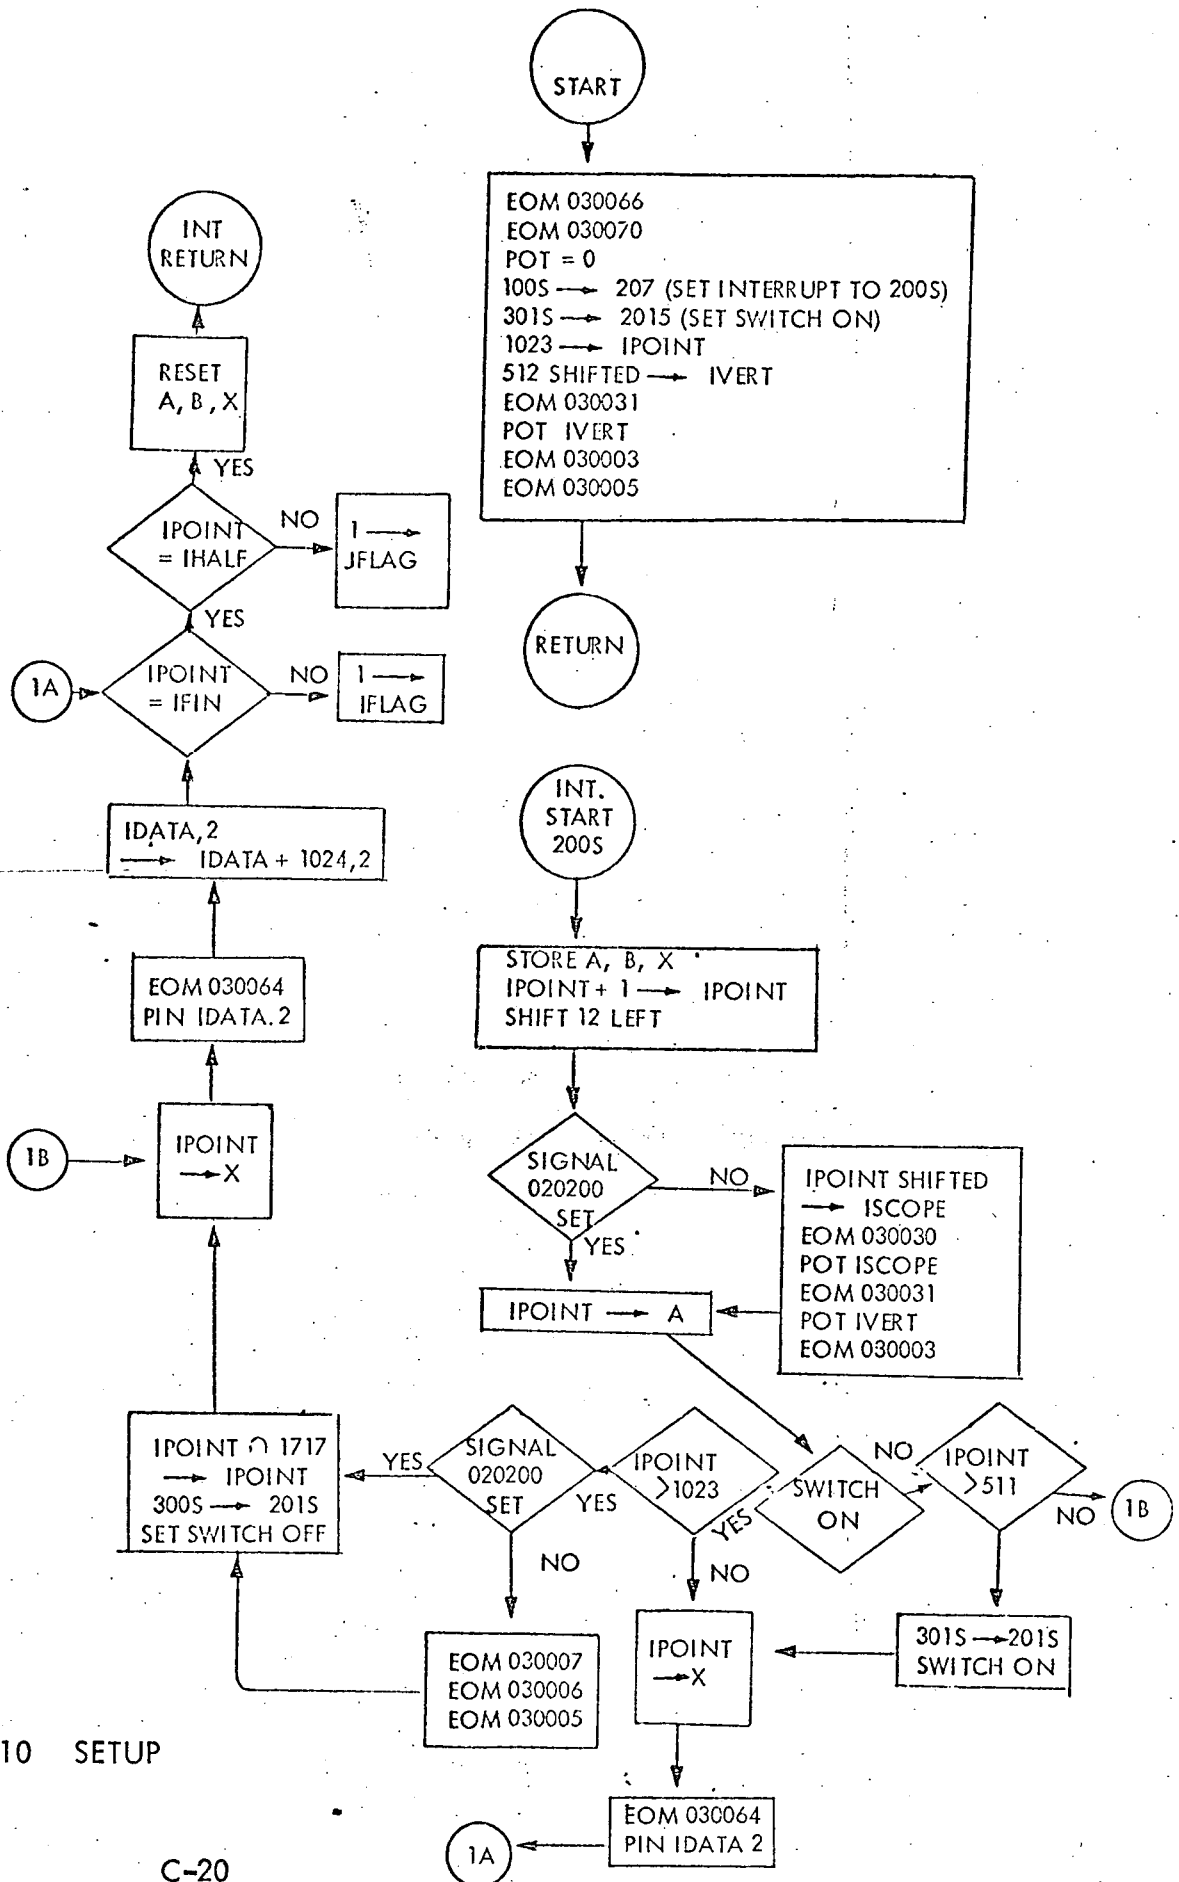 START
EOM 030066
EOM 030070
POT = 0
100S → 207 (SET INTERRUPT TO 200S)
301S → 2015 (SET SWITCH ON)
1023 → IPOINT
512 SHIFTED → IVERT
EOM 030031
POT IVERT
EOM 030003
EOM 030005
RETURN
INT
RETURN
RESET
A, B, X
YES
IPOINT
= IHALF
NO
1 →
JFLAG
YES
1A
IPOINT
= IFIN
NO
1 →
IFLAG
IDATA,2
→ IDATA + 1024,2
EOM 030064
PIN IDATA.2
1B
IPOINT
→ X
IPOINT ∩ 1717
→ IPOINT
300S → 201S
SET SWITCH OFF
INT.
START
200S
STORE A, B, X
IPOINT + 1 → IPOINT
SHIFT 12 LEFT
SIGNAL
020200
SET
NO
YES
IPOINT SHIFTED
→ ISCOPE
EOM 030030
POT ISCOPE
EOM 030031
POT IVERT
EOM 030003
IPOINT → A
YES
SIGNAL
020200
SET
YES
IPOINT
>1023
YES
SWITCH
ON
NO
IPOINT
>511
NO
1B
NO
NO
EOM 030007
EOM 030006
EOM 030005
IPOINT
→ X
301S → 201S
SWITCH ON
10 SETUP
EOM 030064
PIN IDATA 2
1A
C-20